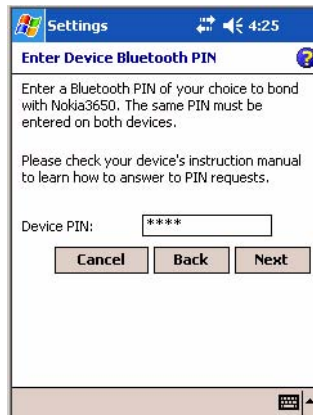 Settings 4:25
Enter Device Bluetooth PIN ?
Enter a Bluetooth PIN of your choice to bond
with Nokia3650. The same PIN must be
entered on both devices.
Please check your device's instruction manual
to learn how to answer to PIN requests.
Device PIN: ****
Cancel Back Next